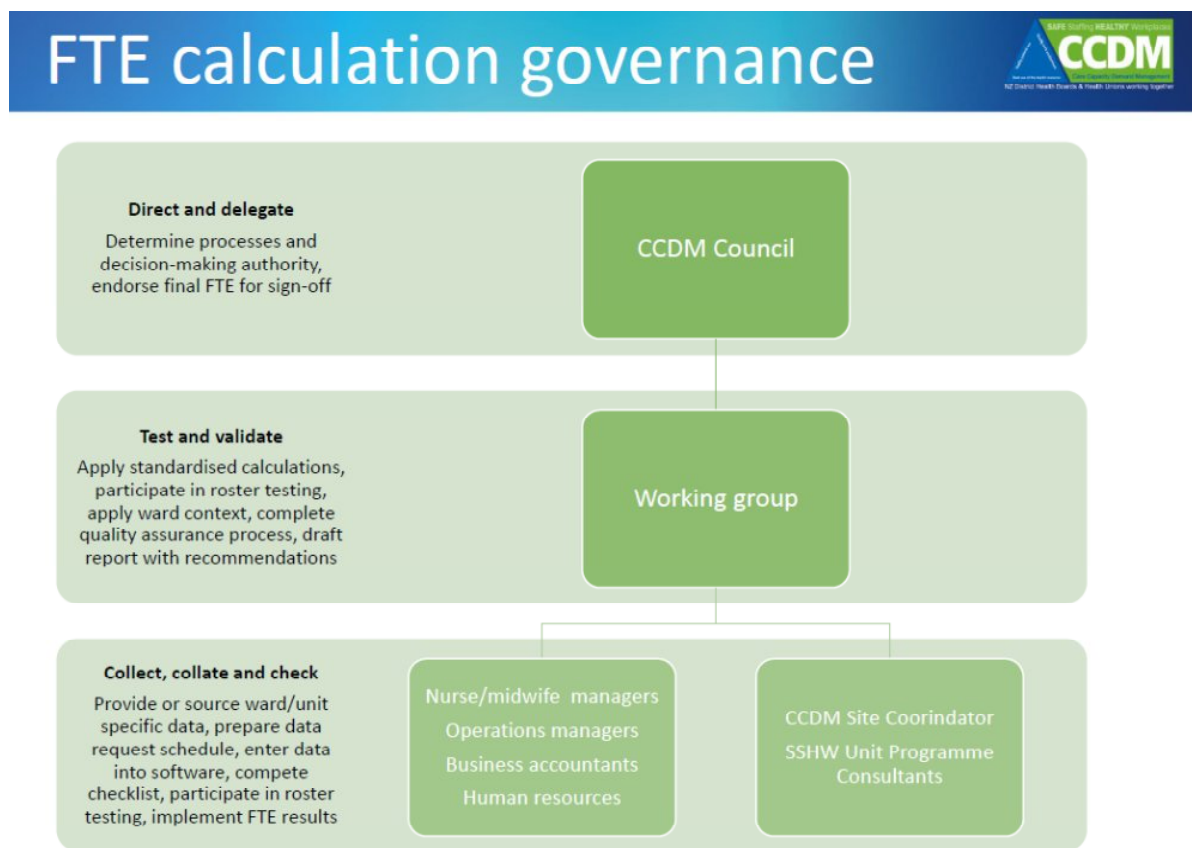 FTE calculation governance
SAFE Staffing HEALTHY Workplaces
CCDM
Care Capacity Demand Management
NZ District Health Boards & Health Unions working together
Direct and delegate
Determine processes and
decision-making authority,
endorse final FTE for sign-off
CCDM Council
Test and validate
Apply standardised calculations,
participate in roster testing,
apply ward context, complete
quality assurance process, draft
report with recommendations
Working group
Collect, collate and check
Provide or source ward/unit
specific data, prepare data
request schedule, enter data
into software, compete
checklist, participate in roster
testing, implement FTE results
Nurse/midwife managers
Operations managers
Business accountants
Human resources
CCDM Site Coorindator
SSHW Unit Programme
Consultants